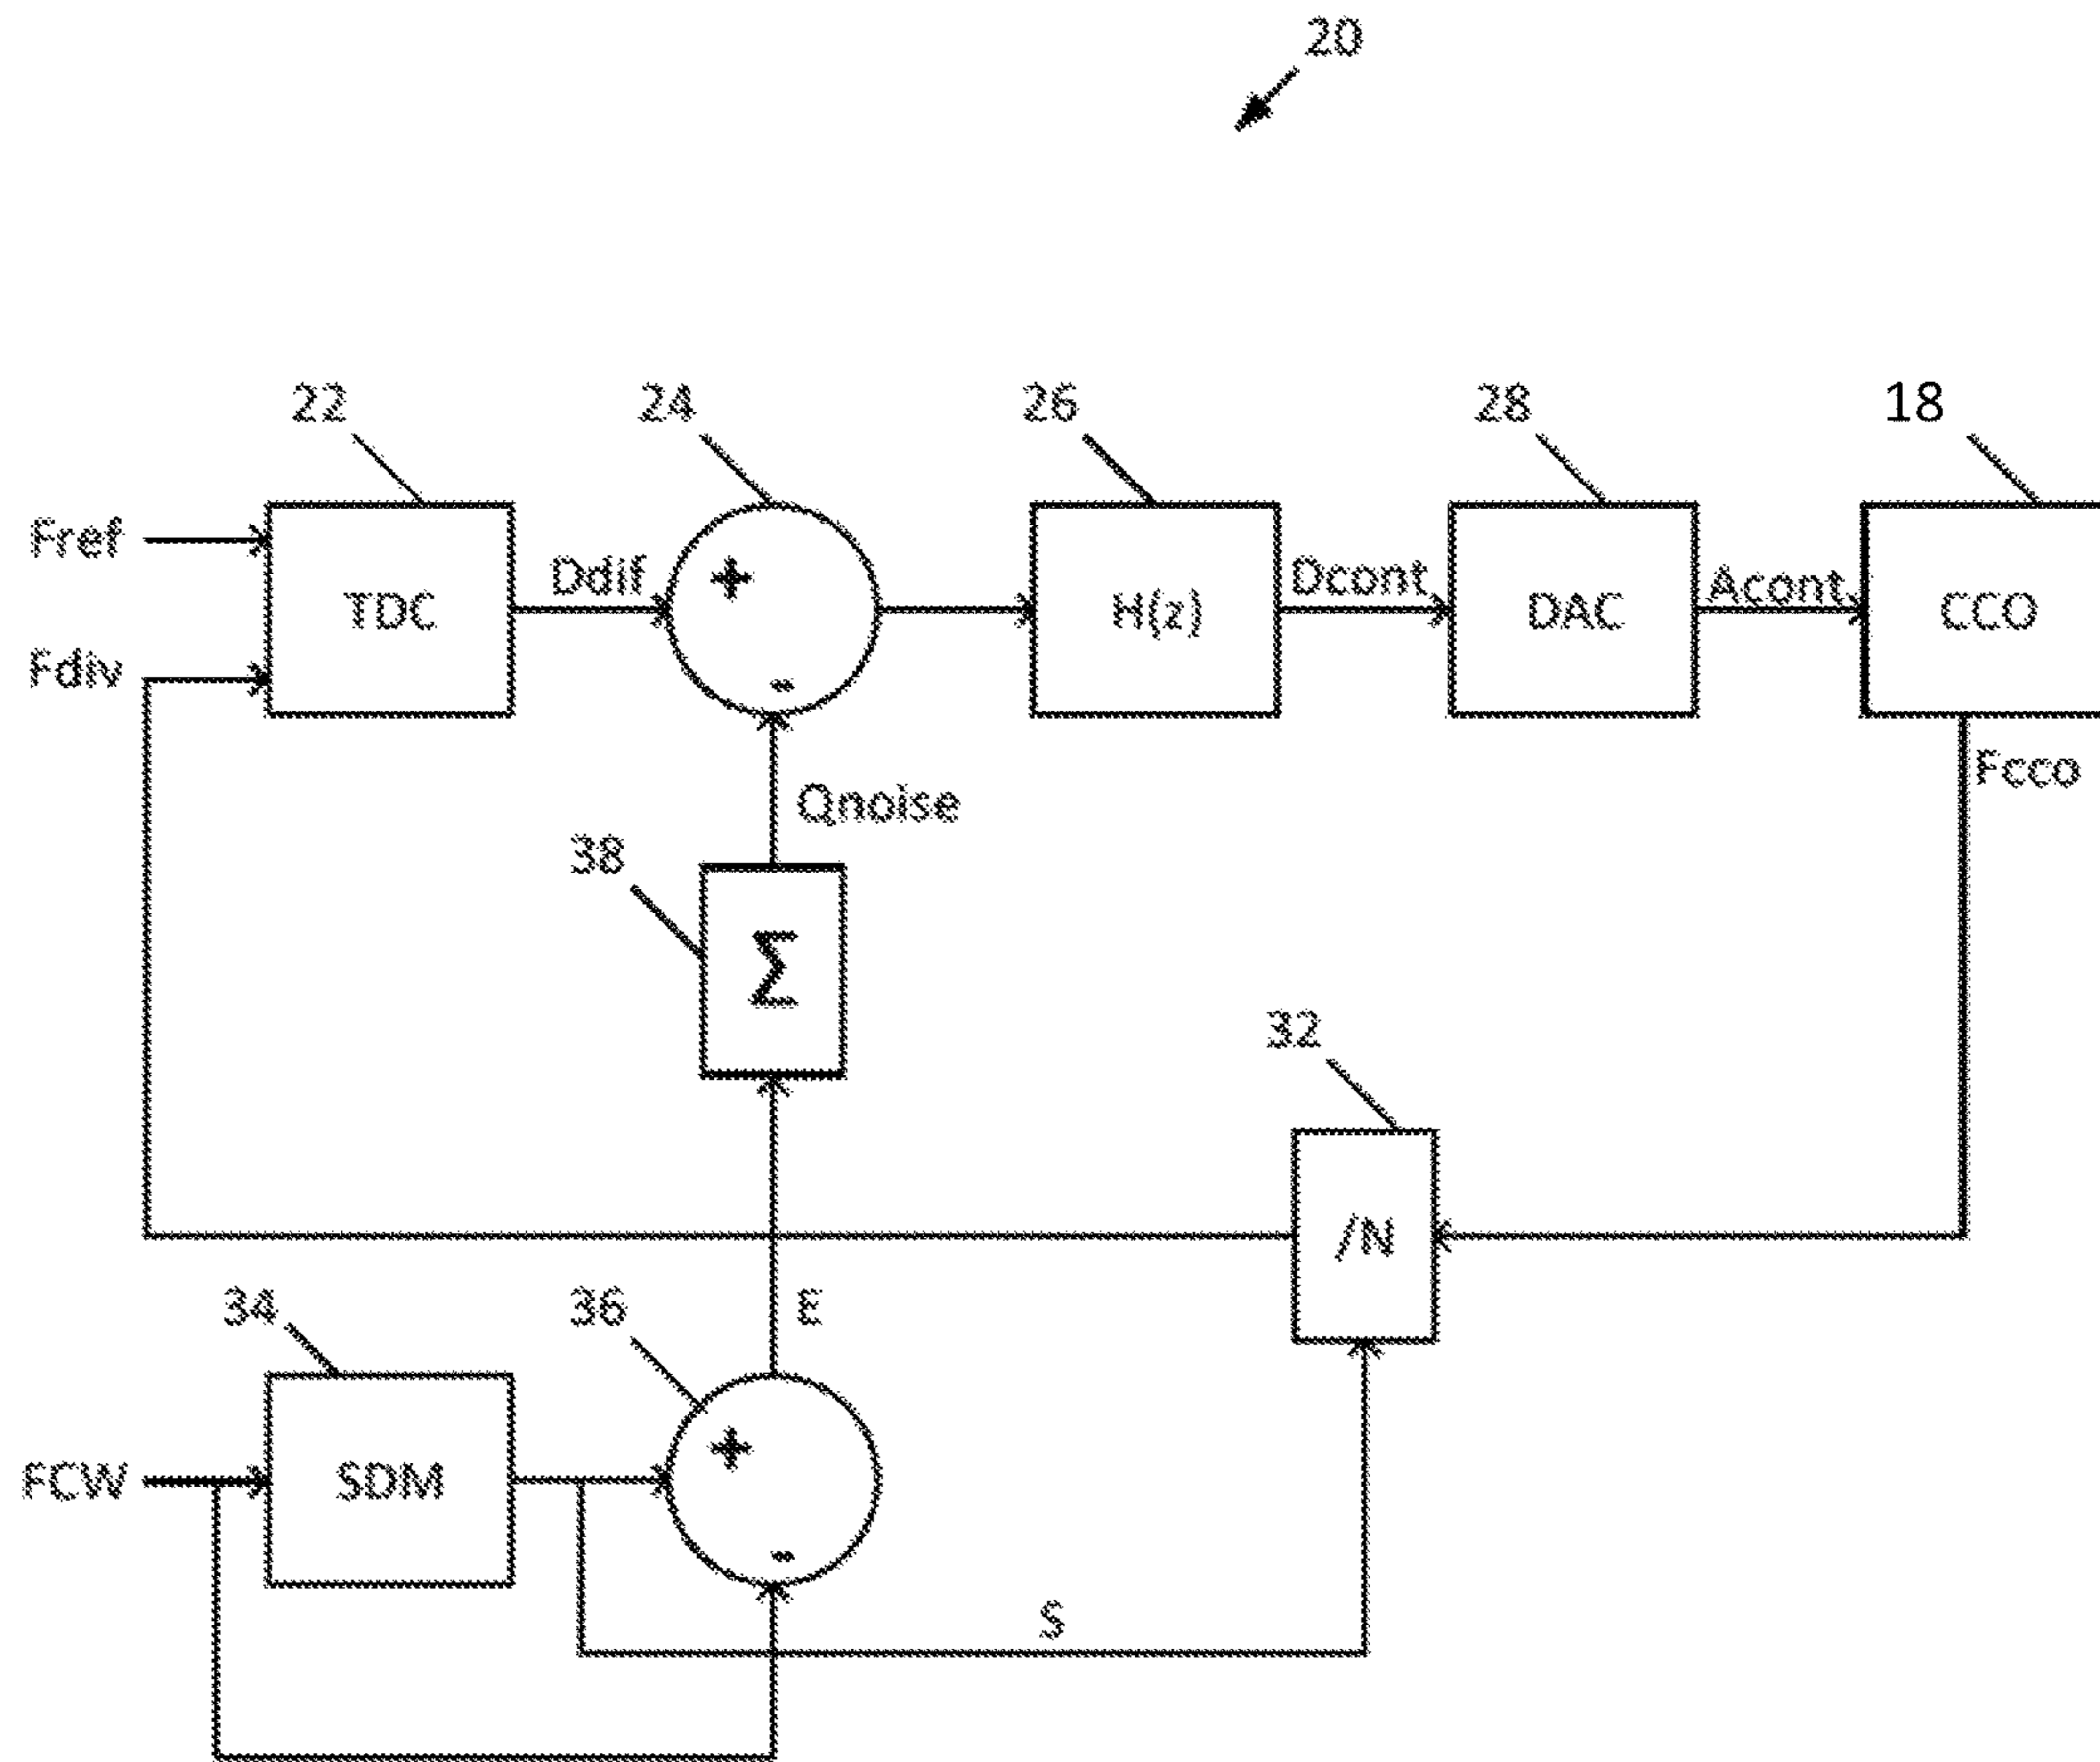 20
22
24
26
28
18
Fref
TDC
Ddif
+
-
H(z)
Dcont
DAC
Acont
CCO
Fdiv
Fcco
Qnoise
38
Σ
32
/N
34
36
E
FCW
SDM
+
-
S